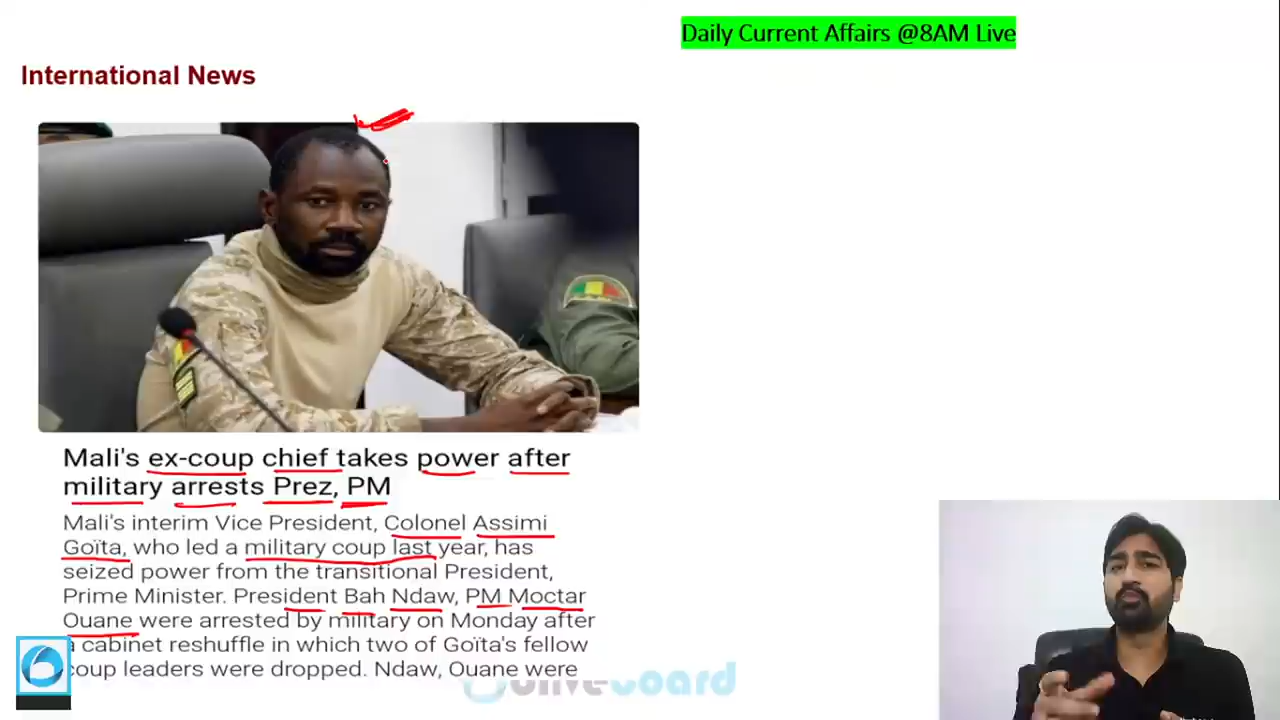 Daily Current Affairs @8AM Live
International News
Mali's ex-coup chief takes power after
military arrests Prez, PM
Mali's interim Vice President, Colonel Assimi
Goïta, who led a military coup last year, has
seized power from the transitional President,
Prime Minister. President Bah Ndaw, PM Moctar
Ouane were arrested by military on Monday after
a cabinet reshuffle in which two of Goïta's fellow
coup leaders were dropped. Ndaw, Ouane were